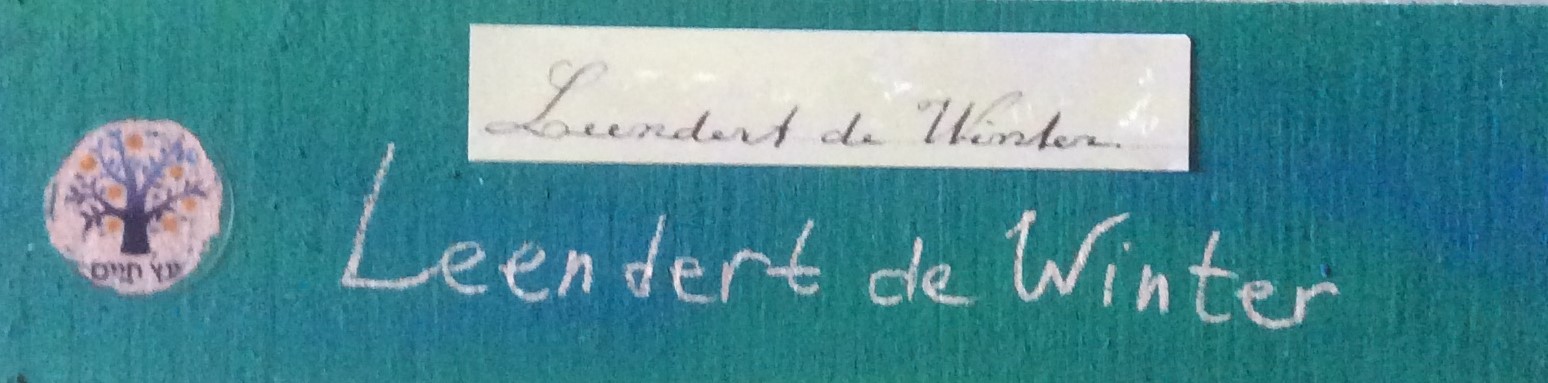 Leendert de Winter.
עץ חיים
Leendert de Winter